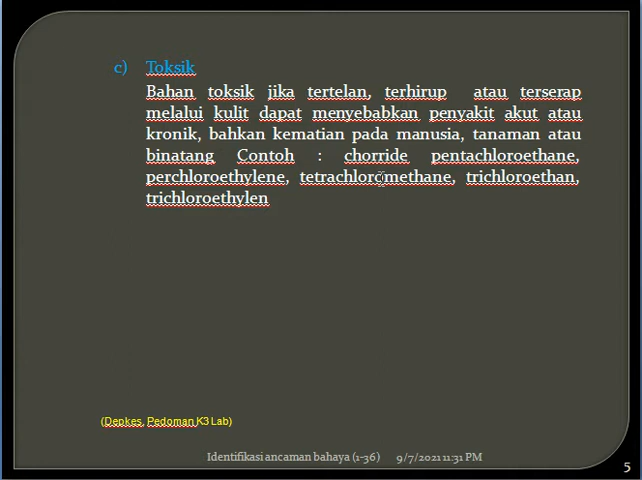 c) Toksik
Bahan toksik jika tertelan, terhirup atau terserap
melalui kulit dapat menyebabkan penyakit akut atau
kronik, bahkan kematian pada manusia, tanaman atau
binatang Contoh : chorride pentachloroethane,
perchloroethylene, tetrachloromethane, trichloroethan,
trichloroethylen
(Depkes, Pedoman K3 Lab)
Identifikasi ancaman bahaya (1-36) 9/7/2021 11:31 PM
5